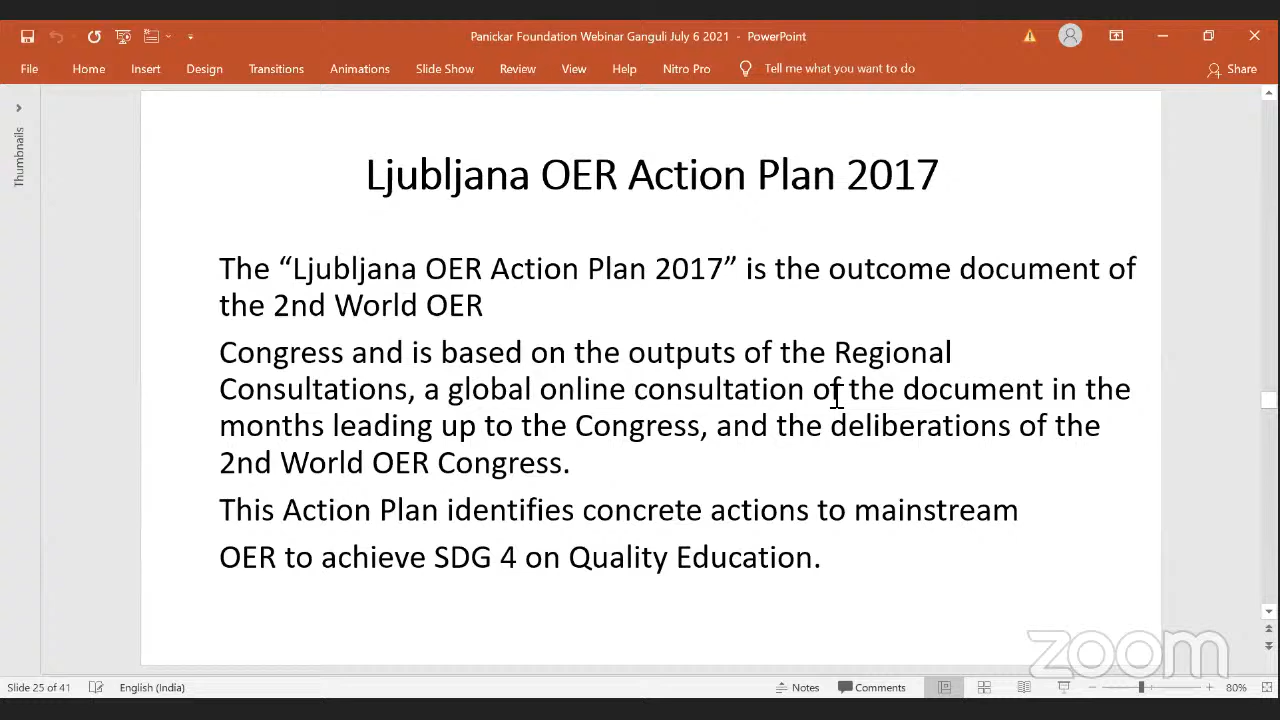 Panickar Foundation Webinar Ganguli July 6 2021 - PowerPoint
File Home Insert Design Transitions Animations Slide Show Review View Help Nitro Pro Tell me what you want to do Share
Thumbnails
Ljubljana OER Action Plan 2017
The “Ljubljana OER Action Plan 2017” is the outcome document of
the 2nd World OER
Congress and is based on the outputs of the Regional
Consultations, a global online consultation of the document in the
months leading up to the Congress, and the deliberations of the
2nd World OER Congress.
This Action Plan identifies concrete actions to mainstream
OER to achieve SDG 4 on Quality Education.
zoom
Slide 25 of 41 English (India) Notes Comments 80%